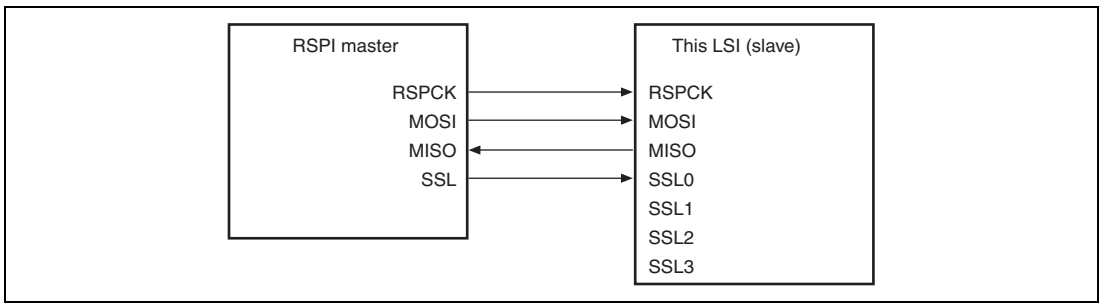 RSPI master
RSPCK
MOSI
MISO
SSL
This LSI (slave)
RSPCK
MOSI
MISO
SSL0
SSL1
SSL2
SSL3